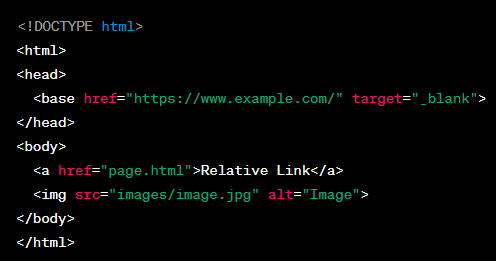 <!DOCTYPE html>
<html>
<head>
  <base href="https://www.example.com/" target="_blank">
</head>
<body>
  <a href="page.html">Relative Link</a>
  <img src="images/image.jpg" alt="Image">
</body>
</html>